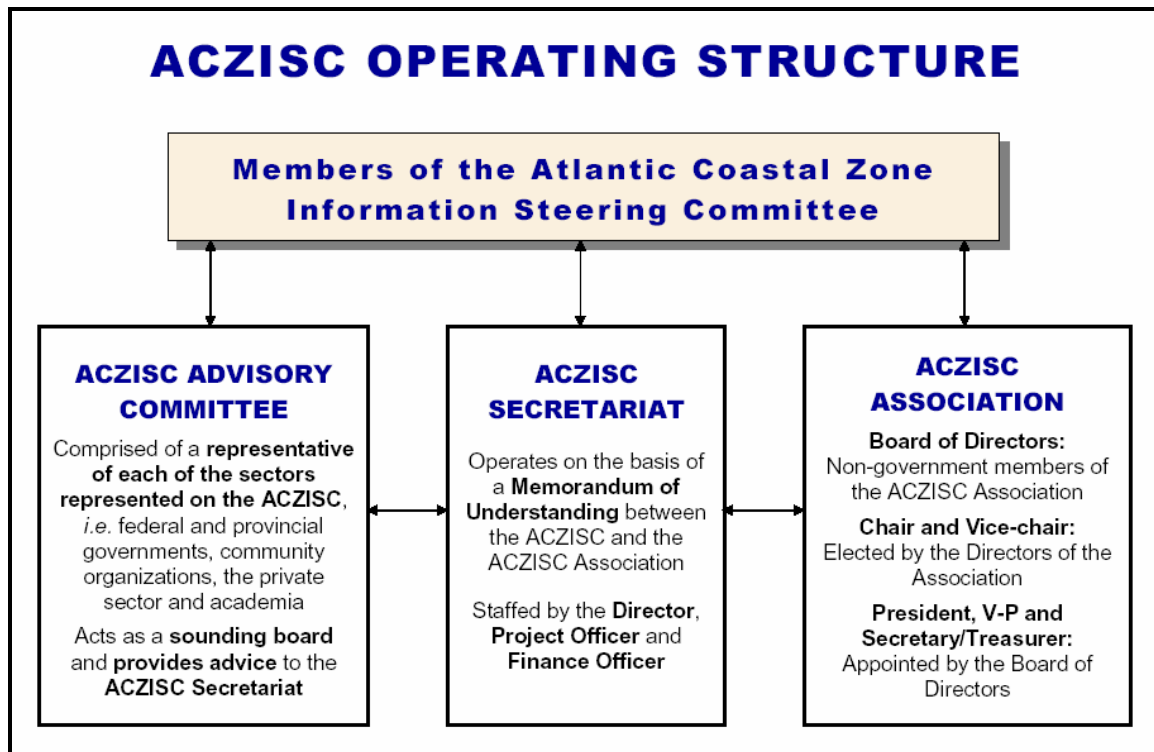 ACZISC OPERATING STRUCTURE
Members of the Atlantic Coastal Zone
Information Steering Committee
ACZISC ADVISORY
COMMITTEE
Comprised of a representative
of each of the sectors
represented on the ACZISC,
i.e. federal and provincial
governments, community
organizations, the private
sector and academia
Acts as a sounding board
and provides advice to the
ACZISC Secretariat
ACZISC
SECRETARIAT
Operates on the basis of
a Memorandum of
Understanding between
the ACZISC and the
ACZISC Association
Staffed by the Director,
Project Officer and
Finance Officer
ACZISC
ASSOCIATION
Board of Directors:
Non-government members of
the ACZISC Association
Chair and Vice-chair:
Elected by the Directors of the
Association
President, V-P and
Secretary/Treasurer:
Appointed by the Board of
Directors